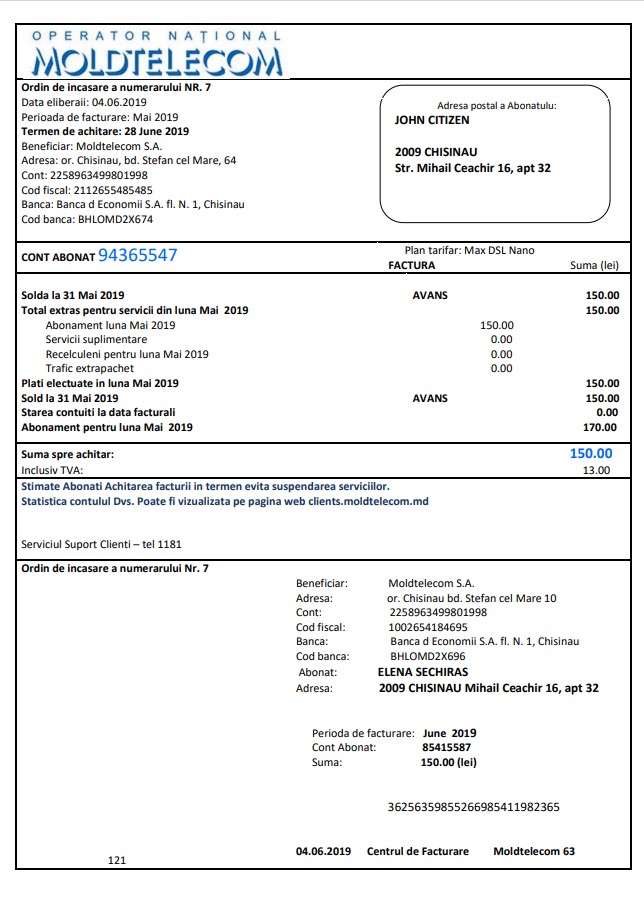 OPERATOR NAȚIONAL
MOLDTELECOM
Ordin de incasare a numerarului NR. 7
Data eliberaii: 04.06.2019
Perioada de facturare: Mai 2019
Termen de achitare: 28 June 2019
Beneficiar: Moldtelecom S.A.
Adresa: or. Chisinau, bd. Stefan cel Mare, 64
Cont: 2258963499801998
Cod fiscal: 2112655485485
Banca: Banca d Economii S.A. fl. N. 1, Chisinau
Cod banca: BHLOMD2X674
Adresa postal a Abonatulu:
JOHN CITIZEN
2009 CHISINAU
Str. Mihail Ceachir 16, apt 32
CONT ABONAT 94365547
Plan tarifar: Max DSL Nano
FACTURA Suma (lei)
Solda la 31 Mai 2019 AVANS 150.00
Total extras pentru servicii din luna Mai 2019 150.00
Abonament luna Mai 2019 150.00
Servicii suplimentare 0.00
Recelculeni pentru luna Mai 2019 0.00
Trafic extrapachet 0.00
Plati electuate in luna Mai 2019 150.00
Sold la 31 Mai 2019 AVANS 150.00
Starea contuiti la data facturali 0.00
Abonament pentru luna Mai 2019 170.00
Suma spre achitar: 150.00
Inclusiv TVA: 13.00
Stimate Abonati Achitarea facturii in termen evita suspendarea serviciilor.
Statistica contului Dvs. Poate fi vizualizata pe pagina web clients.moldtelecom.md
Serviciul Suport Clienti – tel 1181
Ordin de incasare a numerarului Nr. 7
Beneficiar: Moldtelecom S.A.
Adresa: or. Chisinau bd. Stefan cel Mare 10
Cont: 2258963499801998
Cod fiscal: 1002654184695
Banca: Banca d Economii S.A. fl. N. 1, Chisinau
Cod banca: BHLOMD2X696
Abonat: ELENA SECHIRAS
Adresa: 2009 CHISINAU Mihail Ceachir 16, apt 32
Perioda de facturare: June 2019
Cont Abonat: 85415587
Suma: 150.00 (lei)
36256359855266985411982365
04.06.2019 Centrul de Facturare Moldtelecom 63
121